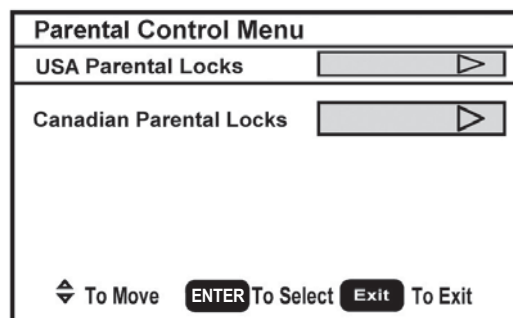 Parental Control Menu
USA Parental Locks
Canadian Parental Locks
To Move ENTER To Select Exit To Exit